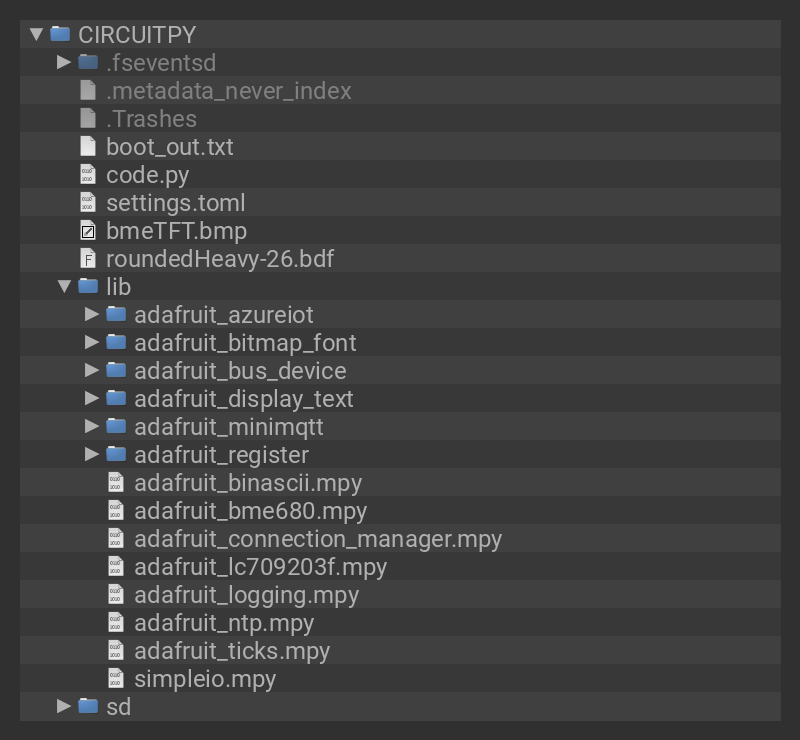 CIRCUITPY
.fseventsd
.metadata_never_index
.Trashes
boot_out.txt
code.py
settings.toml
bmeTFT.bmp
roundedHeavy-26.bdf
lib
adafruit_azureiot
adafruit_bitmap_font
adafruit_bus_device
adafruit_display_text
adafruit_minimqtt
adafruit_register
adafruit_binascii.mpy
adafruit_bme680.mpy
adafruit_connection_manager.mpy
adafruit_lc709203f.mpy
adafruit_logging.mpy
adafruit_ntp.mpy
adafruit_ticks.mpy
simpleio.mpy
sd